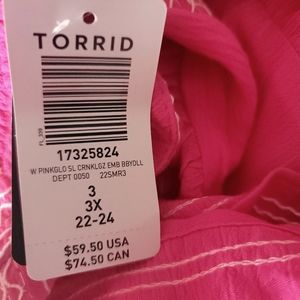 TORRID
FL_339
17325824
W PINKGLO SL CRNKLGZ EMB BBYDLL
DEPT 0050 22SMR3
3
3X
22-24
$59.50 USA
$74.50 CAN